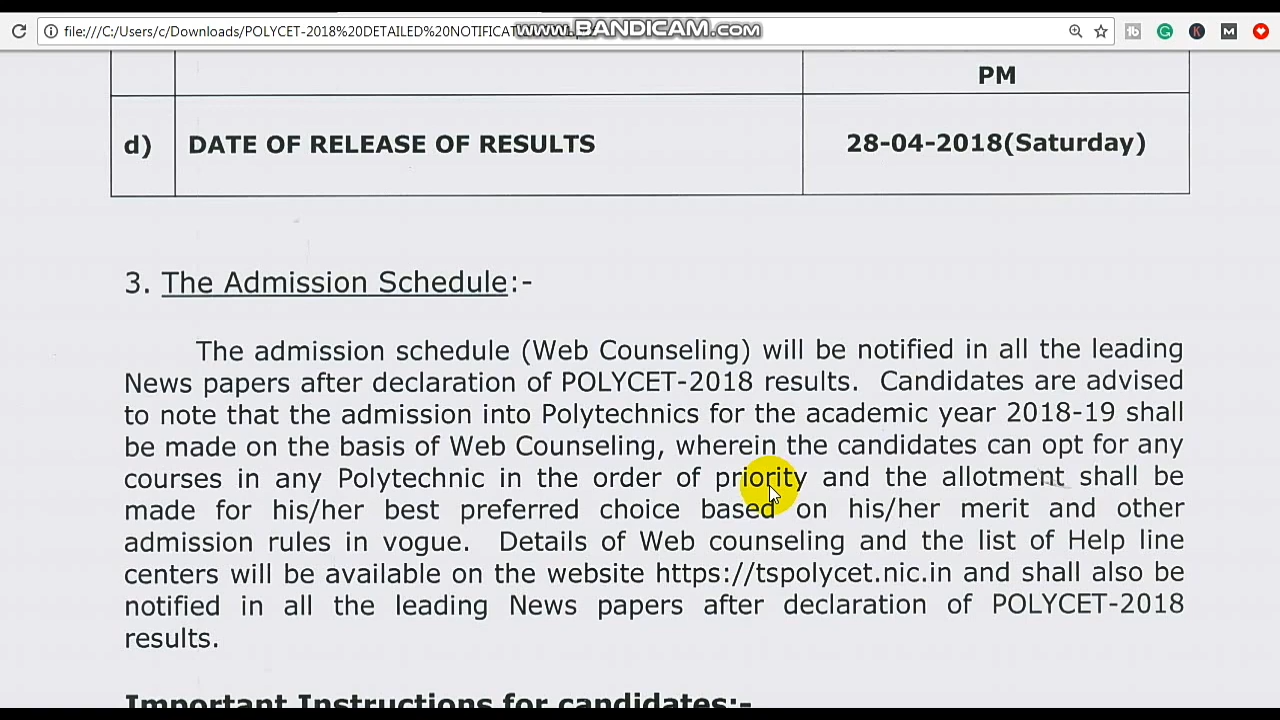 file:///C:/Users/c/Downloads/POLYCET-2018%20DETAILED%20NOTIFICAT
www.BANDICAM.com
PM
d) DATE OF RELEASE OF RESULTS 28-04-2018(Saturday)
3. The Admission Schedule:-
The admission schedule (Web Counseling) will be notified in all the leading
News papers after declaration of POLYCET-2018 results. Candidates are advised
to note that the admission into Polytechnics for the academic year 2018-19 shall
be made on the basis of Web Counseling, wherein the candidates can opt for any
courses in any Polytechnic in the order of priority and the allotment shall be
made for his/her best preferred choice based on his/her merit and other
admission rules in vogue. Details of Web counseling and the list of Help line
centers will be available on the website https://tspolycet.nic.in and shall also be
notified in all the leading News papers after declaration of POLYCET-2018
results.
Important Instructions for candidates:-